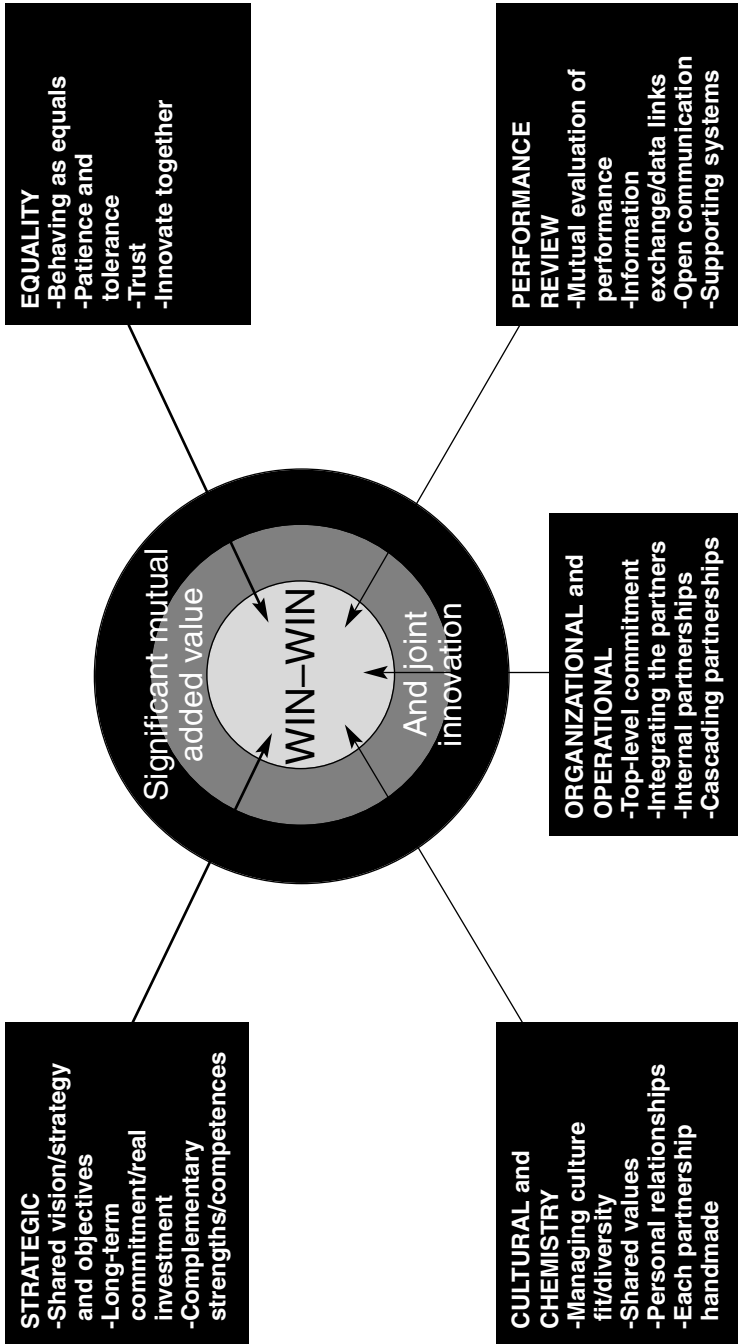 STRATEGIC
-Shared vision/strategy
and objectives
-Long-term
commitment/real
investment
-Complementary
strengths/competences
EQUALITY
-Behaving as equals
-Patience and
tolerance
-Trust
-Innovate together
Significant mutual
added value
WIN–WIN
And joint
innovation
CULTURAL and
CHEMISTRY
-Managing culture
fit/diversity
-Shared values
-Personal relationships
-Each partnership
handmade
ORGANIZATIONAL and
OPERATIONAL
-Top-level commitment
-Integrating the partners
-Internal partnerships
-Cascading partnerships
PERFORMANCE
REVIEW
-Mutual evaluation of
performance
-Information
exchange/data links
-Open communication
-Supporting systems